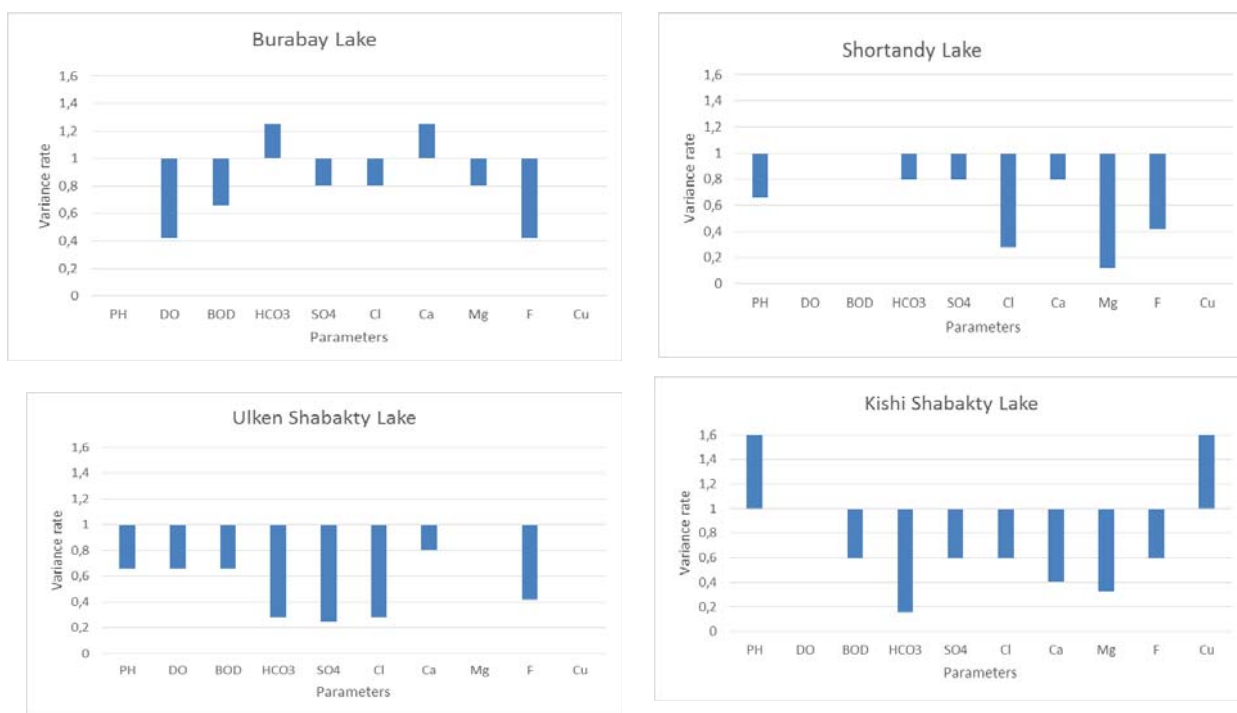 Burabay Lake
Variance rate
1,6
1,4
1,2
1
0,8
0,6
0,4
0,2
0
PH DO BOD HCO3 SO4 Cl Ca Mg F Cu
Parameters
Shortandy Lake
Variance rate
1,6
1,4
1,2
1
0,8
0,6
0,4
0,2
0
PH DO BOD HCO3 SO4 Cl Ca Mg F Cu
Parameters
Ulken Shabakty Lake
Variance rate
1,6
1,4
1,2
1
0,8
0,6
0,4
0,2
0
PH DO BOD HCO3 SO4 Cl Ca Mg F Cu
Parameters
Kishi Shabakty Lake
Variance rate
1,6
1,4
1,2
1
0,8
0,6
0,4
0,2
0
PH DO BOD HCO3 SO4 Cl Ca Mg F Cu
Parameters